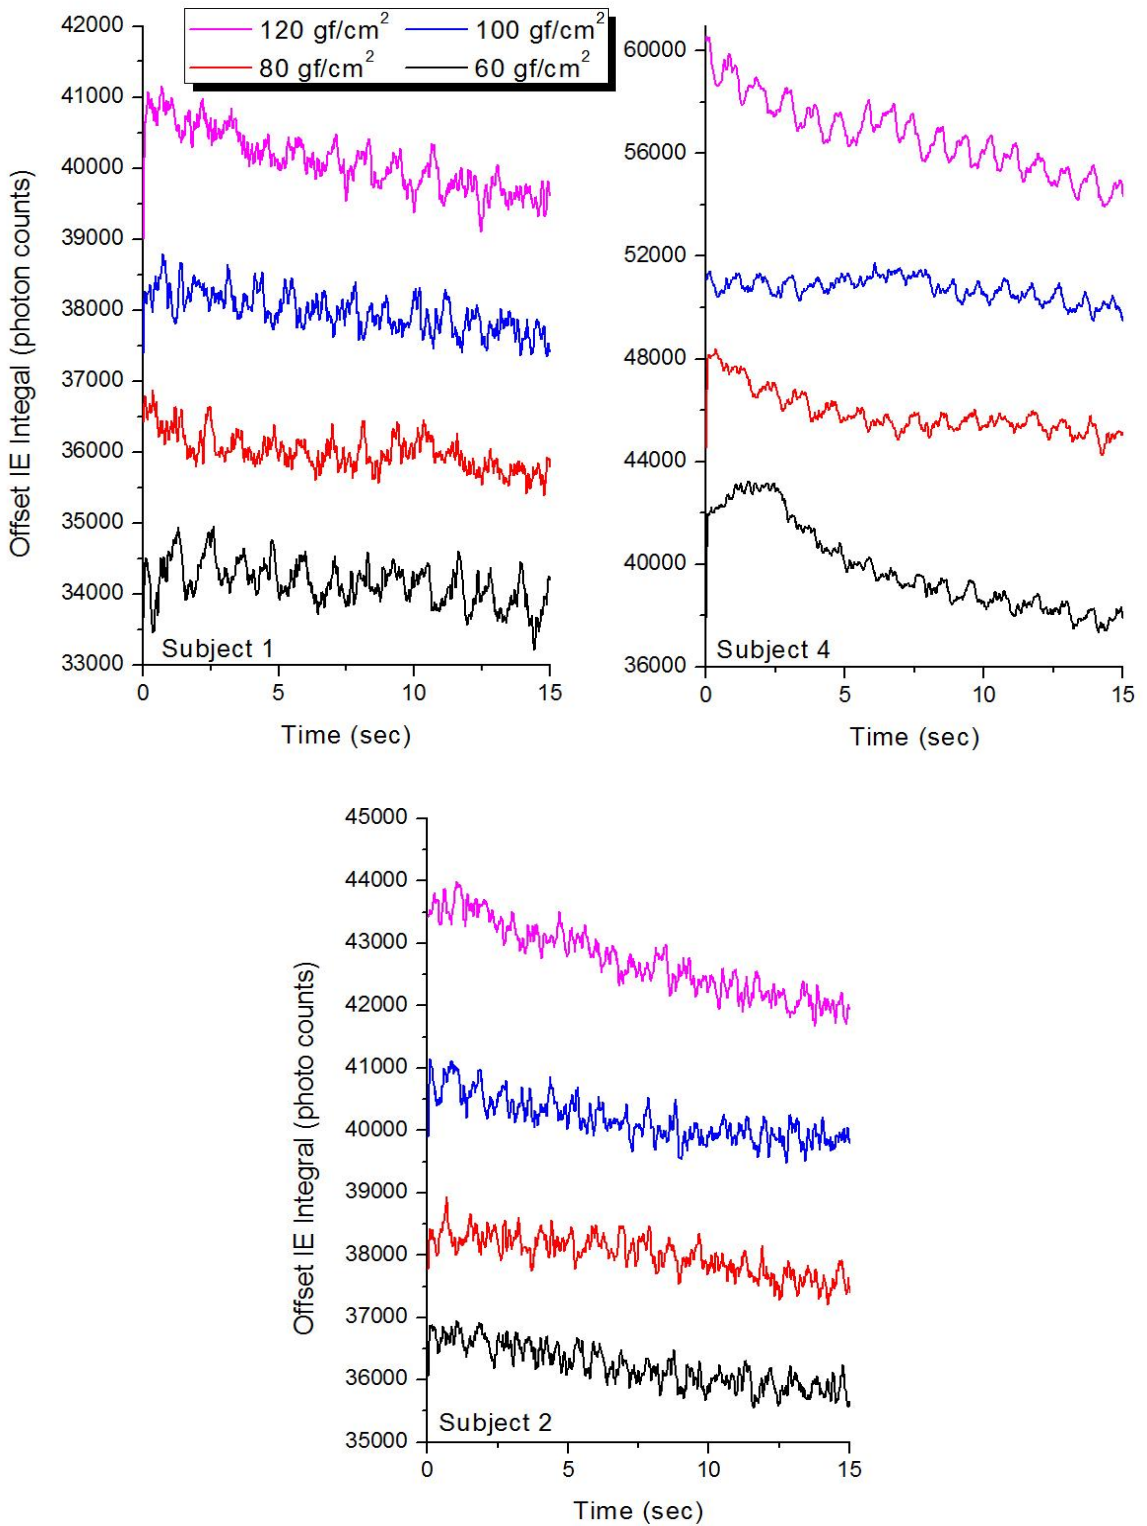 120 gf/cm² 100 gf/cm²
80 gf/cm² 60 gf/cm²
Offset IE Integal (photon counts)
42000
41000
40000
39000
38000
37000
36000
35000
34000
33000
Subject 1
0 5 10 15
Time (sec)
60000
56000
52000
48000
44000
40000
36000
Subject 4
0 5 10 15
Time (sec)
Offset IE Integral (photo counts)
45000
44000
43000
42000
41000
40000
39000
38000
37000
36000
35000
Subject 2
0 5 10 15
Time (sec)